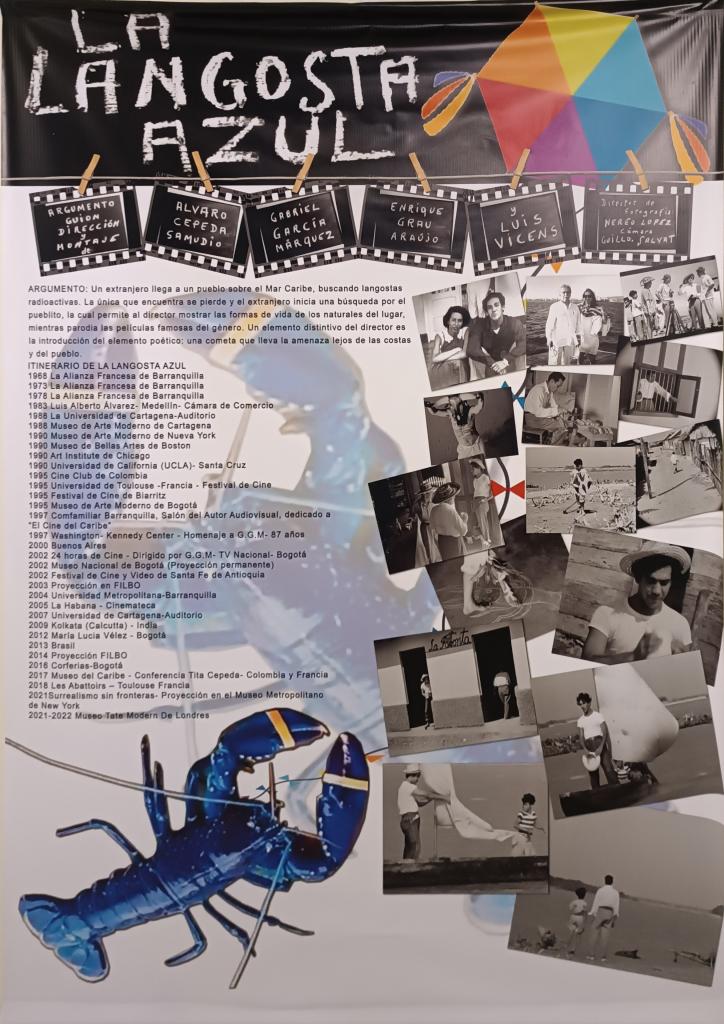 LA
LANGOSTA
AZUL
ARGUMENTO
GUION
DIRECCIÓN
y
MONTAJE
de
ALVARO
CEPEDA
SAMUDIO
GABRIEL
GARCÍA
MÁRQUEZ
ENRIQUE
GRAU
ARAÚJO
y
LUIS
VICENS
Director de
Fotografía
NEREO LOPEZ
Cámara
GUILLO. SALVAT
ARGUMENTO: Un extranjero llega a un pueblo sobre el Mar Caribe, buscando langostas
radioactivas. La única que encuentra se pierde y el extranjero inicia una búsqueda por el
pueblito, la cual permite al director mostrar las formas de vida de los naturales del lugar,
mientras parodia las películas famosas del género. Un elemento distintivo del director es
la introducción del elemento poético: una cometa que lleva la amenaza lejos de las costas
y del pueblo.
ITINERARIO DE LA LANGOSTA AZUL
1968 La Alianza Francesa de Barranquilla
1973 La Alianza Francesa de Barranquilla
1978 La Alianza Francesa de Barranquilla
1983 Luis Alberto Álvarez- Medellín- Cámara de Comercio
1988 La Universidad de Cartagena-Auditorio
1988 Museo de Arte Moderno de Cartagena
1990 Museo de Arte Moderno de Nueva York
1990 Museo de Bellas Artes de Boston
1990 Art Institute de Chicago
1990 Universidad de California (UCLA)- Santa Cruz
1995 Cine Club de Colombia
1995 Universidad de Toulouse -Francia - Festival de Cine
1995 Festival de Cine de Biarritz
1995 Museo de Arte Moderno de Bogotá
1997 Comfamiliar Barranquilla, Salón del Autor Audiovisual, dedicado a
"El Cine del Caribe"
1997 Washington- Kennedy Center - Homenaje a G.G.M- 87 años
2000 Buenos Aires
2002 24 horas de Cine - Dirigido por G.G.M- TV Nacional- Bogotá
2002 Museo Nacional de Bogotá (Proyección permanente)
2002 Festival de Cine y Video de Santa Fe de Antioquia
2003 Proyección en FILBO
2004 Universidad Metropolitana-Barranquilla
2005 La Habana - Cinemateca
2007 Universidad de Cartagena-Auditorio
2009 Kolkata (Calcutta) - India
2012 María Lucia Vélez - Bogotá
2013 Brasil
2014 Proyección FILBO
2016 Corferias-Bogotá
2017 Museo del Caribe - Conferencia Tita Cepeda- Colombia y Francia
2018 Les Abattoirs – Toulouse Francia
2021Surrealismo sin fronteras- Proyección en el Museo Metropolitano
de New York
2021-2022 Museo Tate Modern De Londres